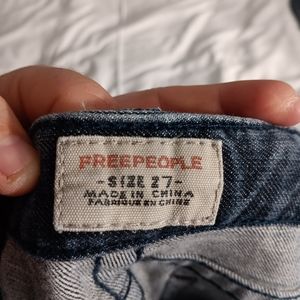 FREEPEOPLE
- SIZE 27 -
MADE IN CHINA
FABRIQUE EN CHINE